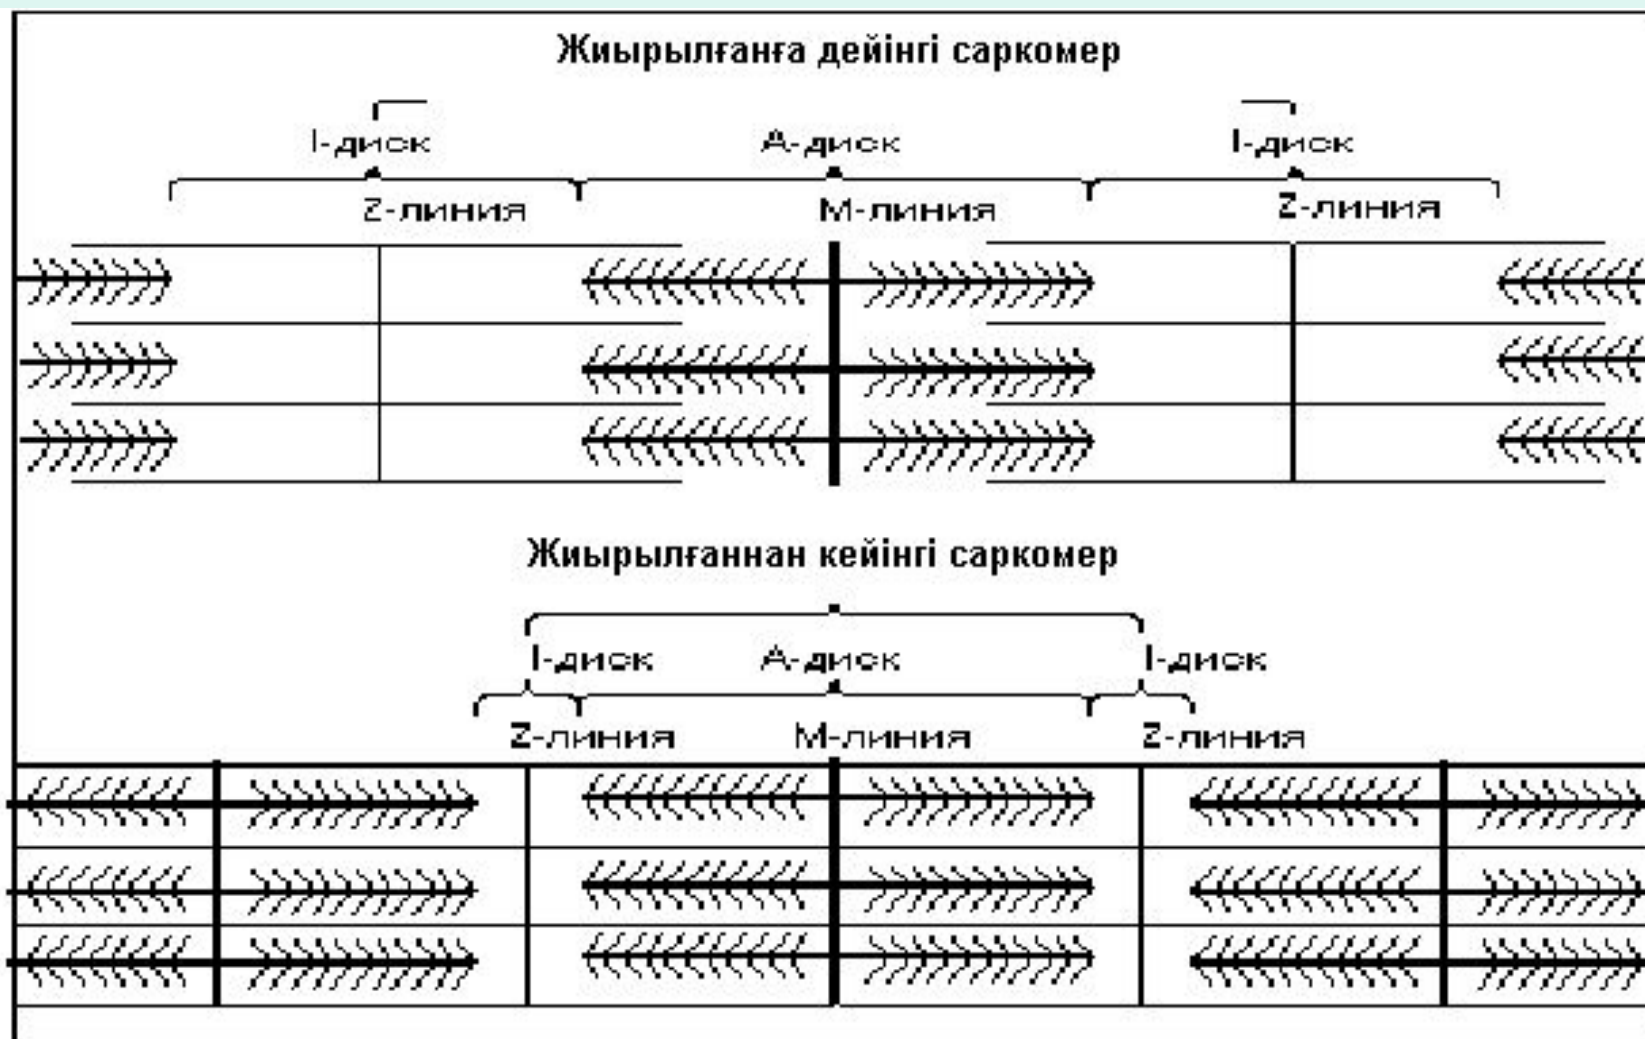 Жиырылғанға дейінгі саркомер
I-диск А-диск I-диск
Z-линия М-линия Z-линия
Жиырылғаннан кейінгі саркомер
I-диск А-диск I-диск
Z-линия М-линия Z-линия